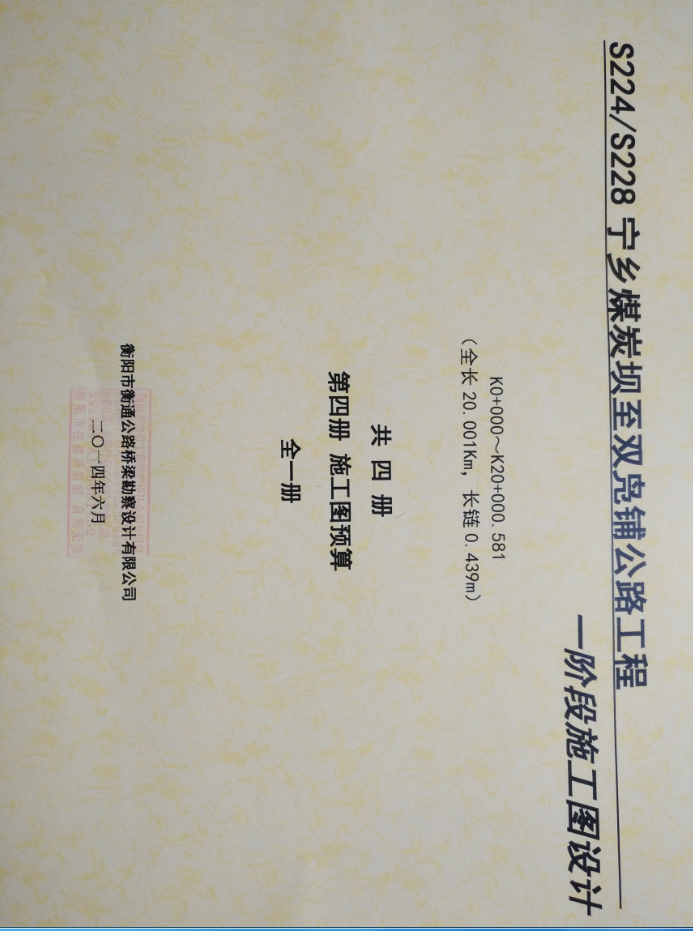 S224/S228 宁乡煤炭坝至双凫铺公路工程
一阶段施工图设计
K0+000～K20+000.581
(全长 20.001Km, 长链 0.439m)
共 四 册
第四册 施工图预算
全一册
衡阳市衡通公路桥梁勘察设计有限公司
二〇一四年六月